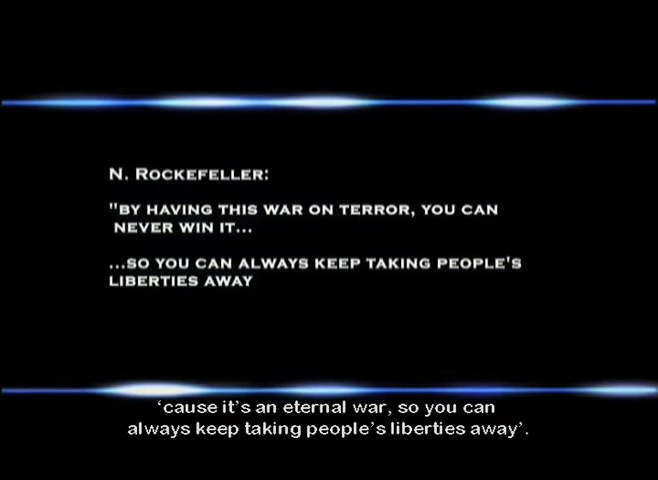 N. ROCKEFELLER:
"BY HAVING THIS WAR ON TERROR, YOU CAN
NEVER WIN IT...
...SO YOU CAN ALWAYS KEEP TAKING PEOPLE'S
LIBERTIES AWAY
‘cause it’s an eternal war, so you can
always keep taking people’s liberties away’.